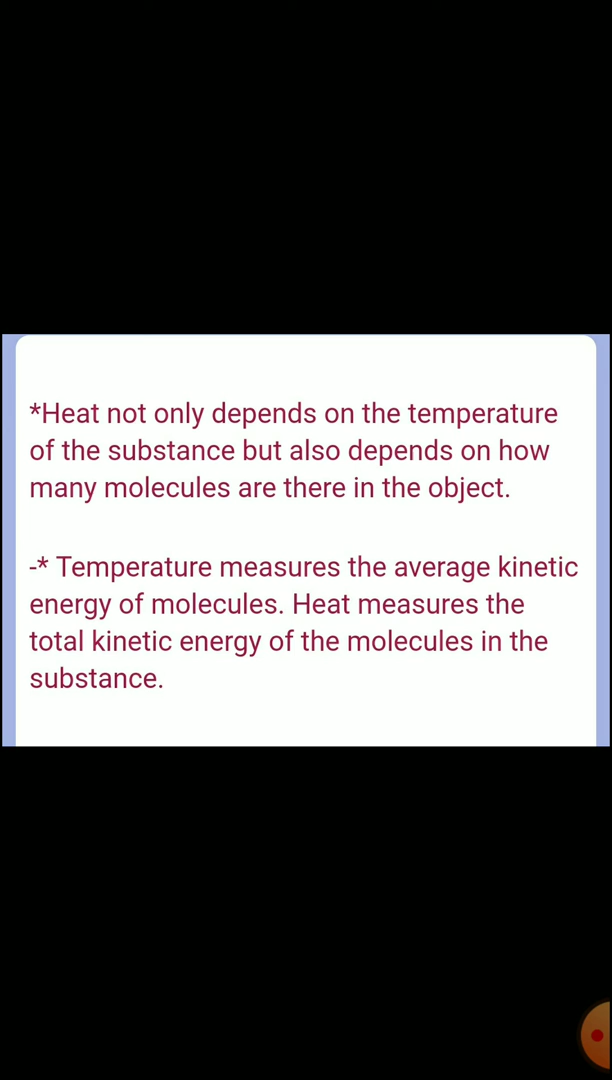 *Heat not only depends on the temperature
of the substance but also depends on how
many molecules are there in the object.
-* Temperature measures the average kinetic
energy of molecules. Heat measures the
total kinetic energy of the molecules in the
substance.